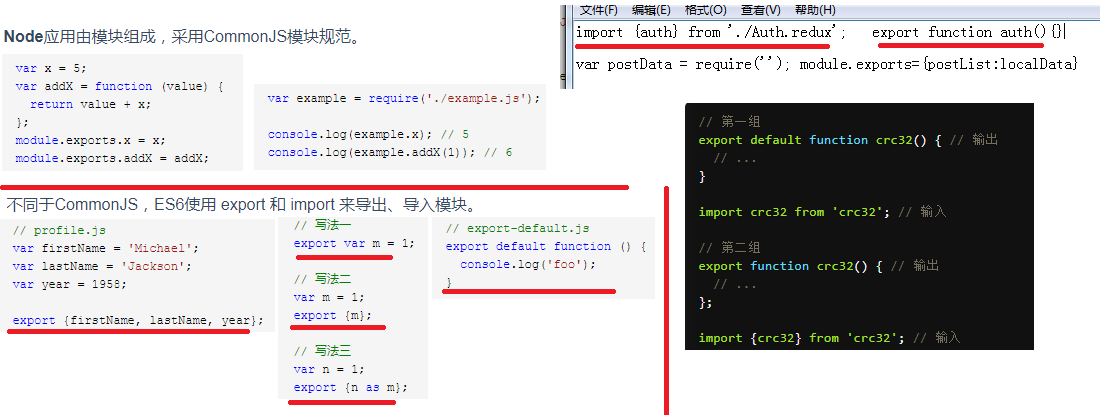 Node应用由模块组成，采用CommonJS模块规范。
var x = 5;
var addX = function (value) {
  return value + x;
};
module.exports.x = x;
module.exports.addX = addX;
var example = require('./example.js');
console.log(example.x); // 5
console.log(example.addX(1)); // 6
文件(F) 编辑(E) 格式(O) 查看(V) 帮助(H)
import {auth} from './Auth.redux';   export function auth(){}
var postData = require(''); module.exports={postList:localData}
不同于CommonJS，ES6使用 export 和 import 来导出、导入模块。
// profile.js
var firstName = 'Michael';
var lastName = 'Jackson';
var year = 1958;
export {firstName, lastName, year};
// 写法一
export var m = 1;
// 写法二
var m = 1;
export {m};
// 写法三
var n = 1;
export {n as m};
// export-default.js
export default function () {
  console.log('foo');
}
// 第一组
export default function crc32() { // 输出
  // ...
}
import crc32 from 'crc32'; // 输入
// 第二组
export function crc32() { // 输出
  // ...
};
import {crc32} from 'crc32'; // 输入